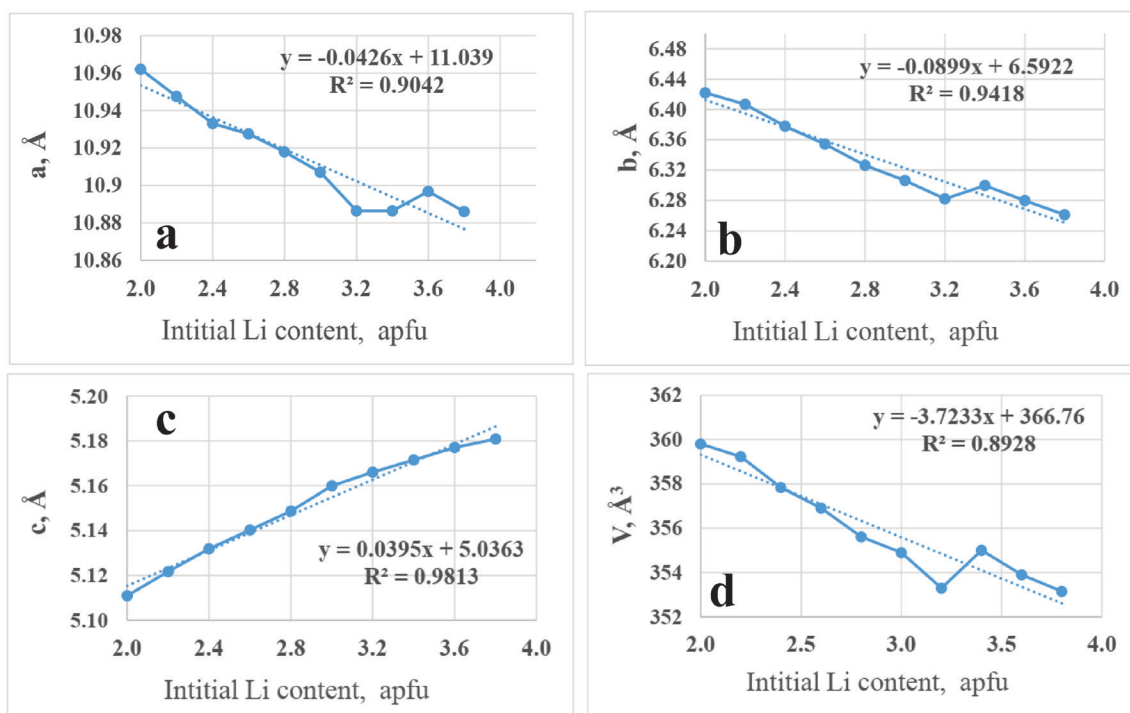 10.98
10.96
10.94
10.92
10.9
10.88
10.86
a, Å
y = -0.0426x + 11.039
R² = 0.9042
a
2.0 2.4 2.8 3.2 3.6 4.0
Intitial Li content, apfu
6.48
6.44
6.40
6.36
6.32
6.28
6.24
6.20
b, Å
y = -0.0899x + 6.5922
R² = 0.9418
b
2.0 2.4 2.8 3.2 3.6 4.0
Intitial Li content, apfu
5.20
5.18
5.16
5.14
5.12
5.10
c, Å
c
y = 0.0395x + 5.0363
R² = 0.9813
2.0 2.4 2.8 3.2 3.6 4.0
Intitial Li content, apfu
362
360
358
356
354
352
V, Å³
y = -3.7233x + 366.76
R² = 0.8928
d
2.0 2.5 3.0 3.5 4.0
Intitial Li content, apfu